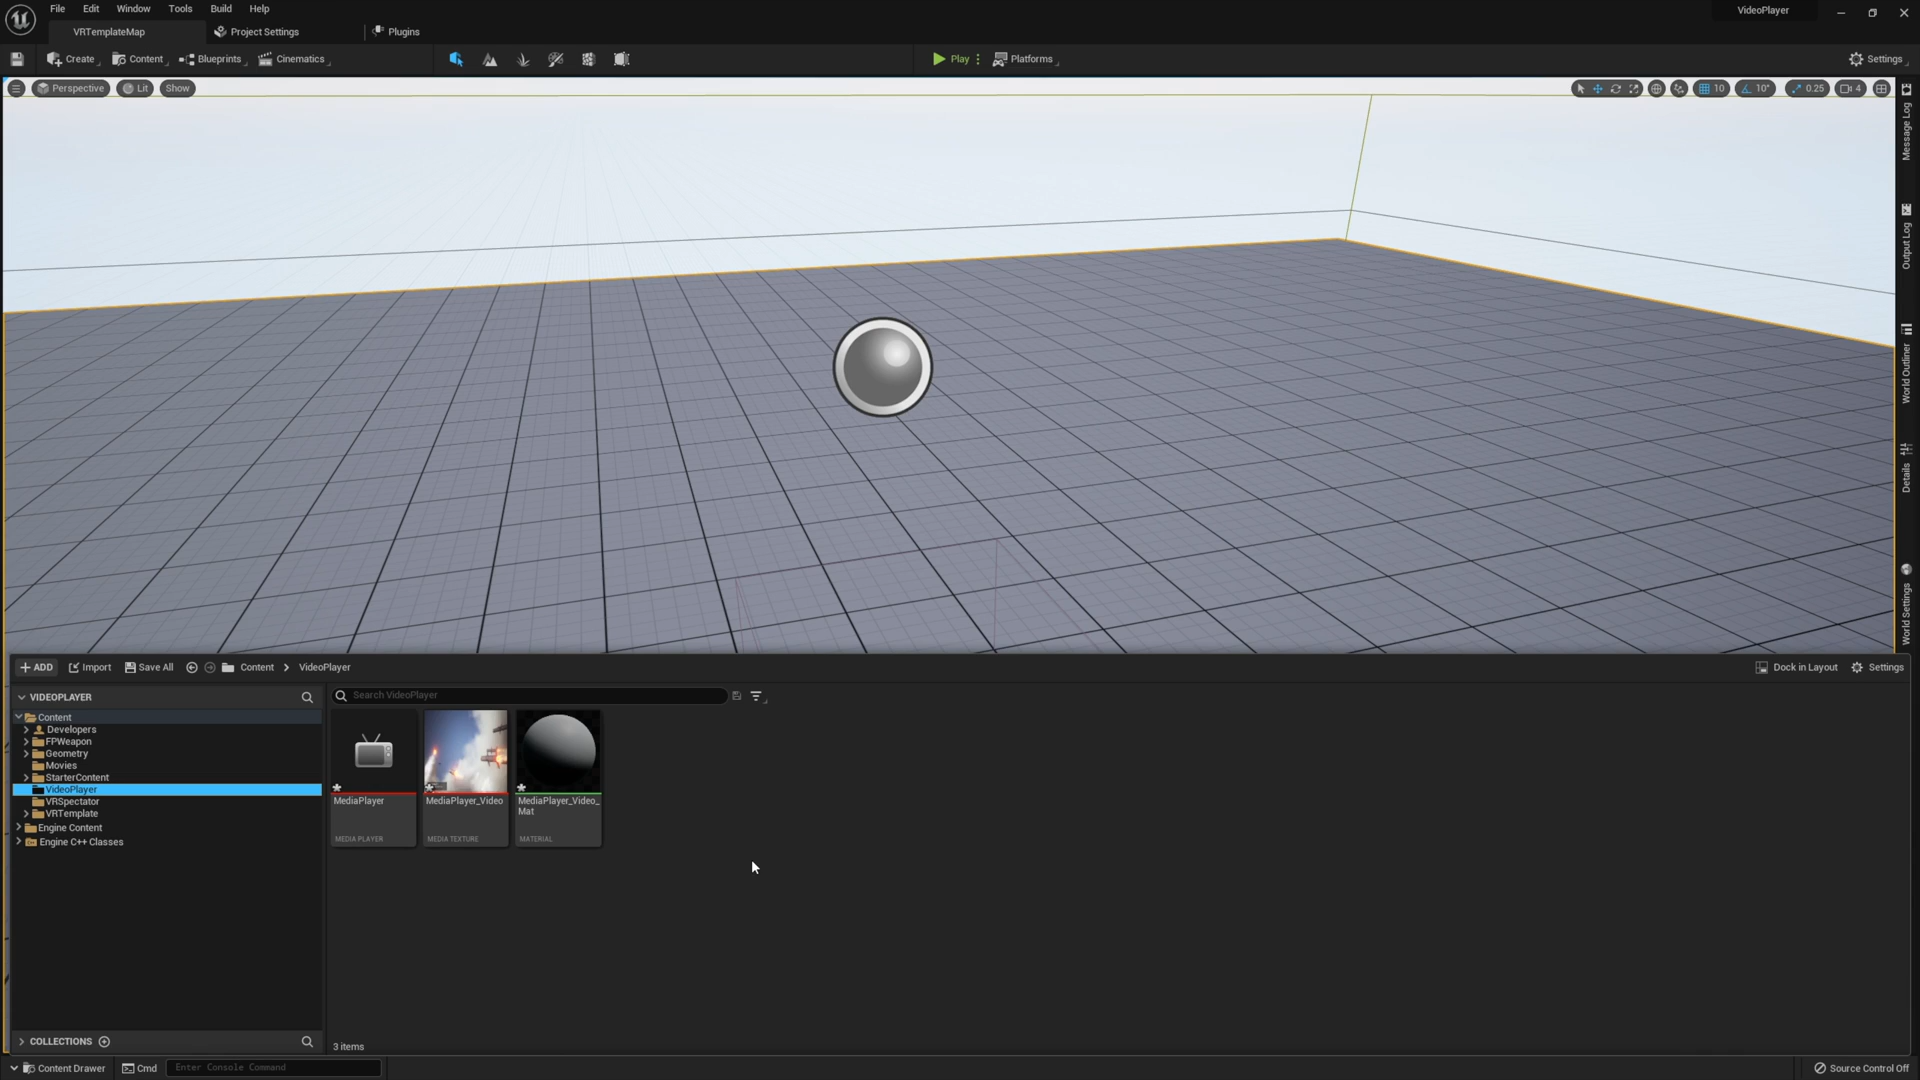 File Edit Window Tools Build Help
VideoPlayer
VRTemplateMap
Project Settings
Plugins
Create
Content
Blueprints
Cinematics
Play
Platforms
Settings
Perspective
Lit
Show
10
10°
0.25
4
Message Log
Output Log
World Outliner
Details
World Settings
+ ADD
Import
Save All
Content
VideoPlayer
Dock in Layout
Settings
VIDEOPLAYER
Search VideoPlayer
Content
Developers
FPWeapon
Geometry
Movies
StarterContent
VideoPlayer
VRSpectator
VRTemplate
Engine Content
Engine C++ Classes
MediaPlayer
MEDIA PLAYER
MediaPlayer_Video
MEDIA TEXTURE
MediaPlayer_Video_
Mat
MATERIAL
COLLECTIONS
3 items
Content Drawer
Cmd
Enter Console Command
Source Control Off